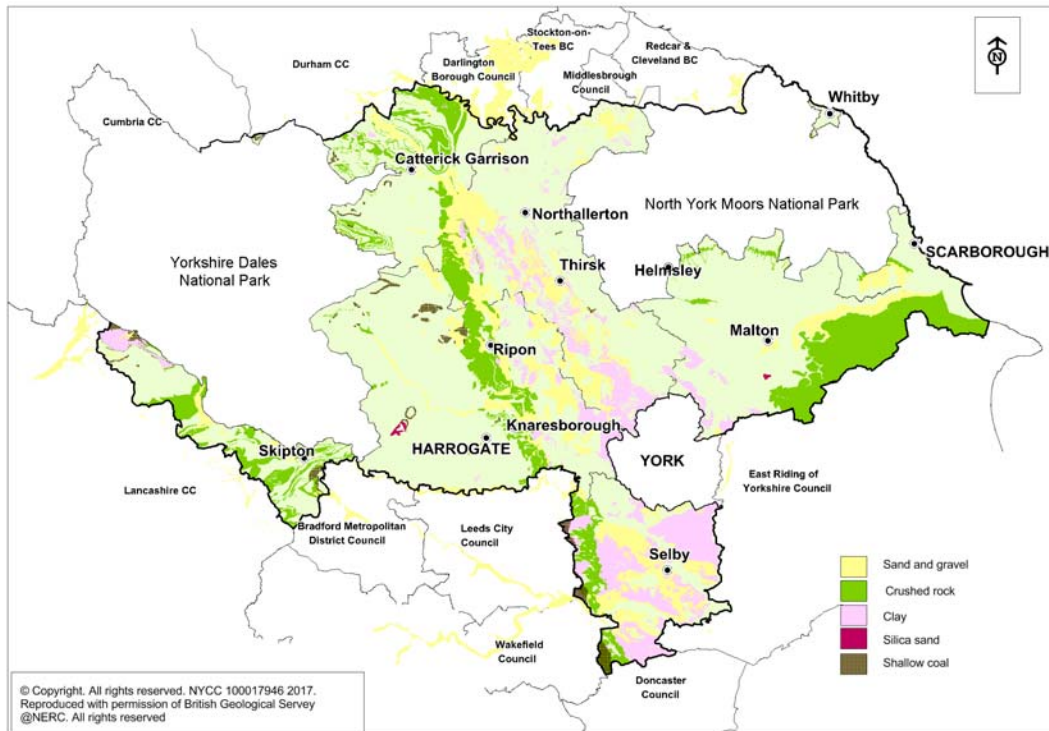 Stockton-on-
Tees BC
Redcar &
Cleveland BC
Durham CC
Darlington
Borough Council
Middlesbrough
Council
N
Cumbria CC
Whitby
Catterick Garrison
North York Moors National Park
Northallerton
SCARBOROUGH
Yorkshire Dales
National Park
Helmsley
Thirsk
Malton
Ripon
Knaresborough
HARROGATE
Skipton
YORK
East Riding of
Yorkshire Council
Lancashire CC
Bradford Metropolitan
District Council
Leeds City
Council
Selby
Sand and gravel
Crushed rock
Clay
Silica sand
Shallow coal
Wakefield
Council
Doncaster
Council
© Copyright. All rights reserved. NYCC 100017946 2017.
Reproduced with permission of British Geological Survey
@NERC. All rights reserved